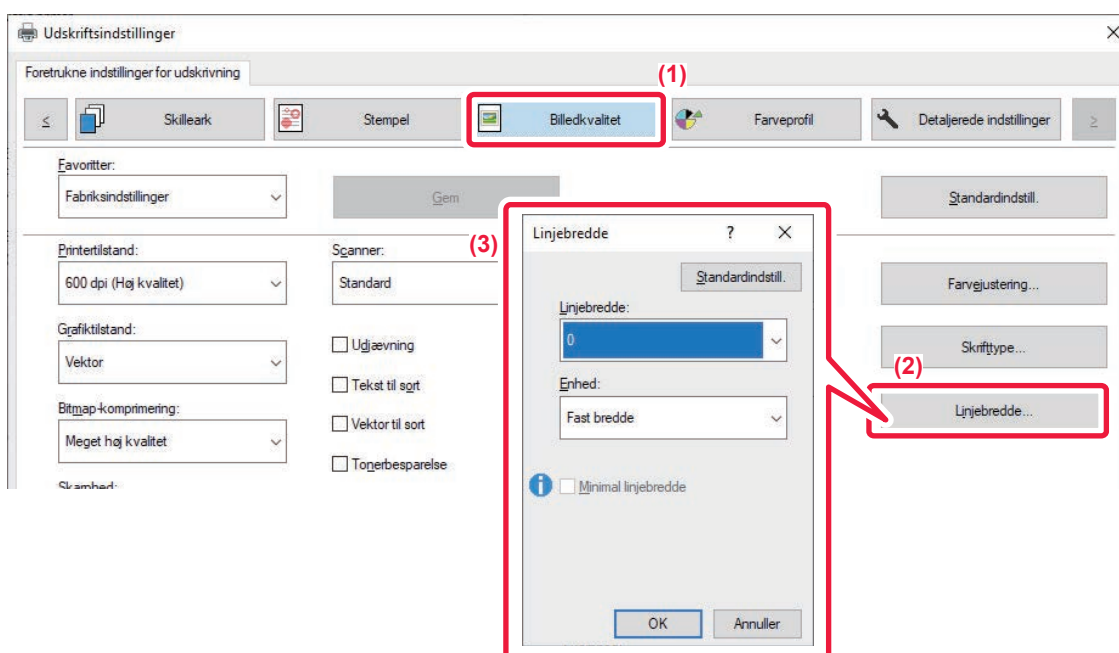 Udskriftsindstillinger
Foretrukne indstillinger for udskrivning
(1)
< Skilleark Stempel Billedkvalitet Farveprofil Detaljerede indstillinger >
Favoritter:
Fabriksindstillinger Gem Standardindstill.
(3)
Linjebredde ? X
Standardindstill.
Linjebredde:
0
Enhed:
Fast bredde
Minimal linjebredde
OK Annuller
Printertilstand: Scanner:
600 dpi (Høj kvalitet) Standard Farvejustering...
Grafiktilstand:
Vektor Udjævning Skrifttype...
(2)
Tekst til sort
Bitmap-komprimering: Vektor til sort Linjebredde...
Meget høj kvalitet
Tonerbesparelse
Skarphed: